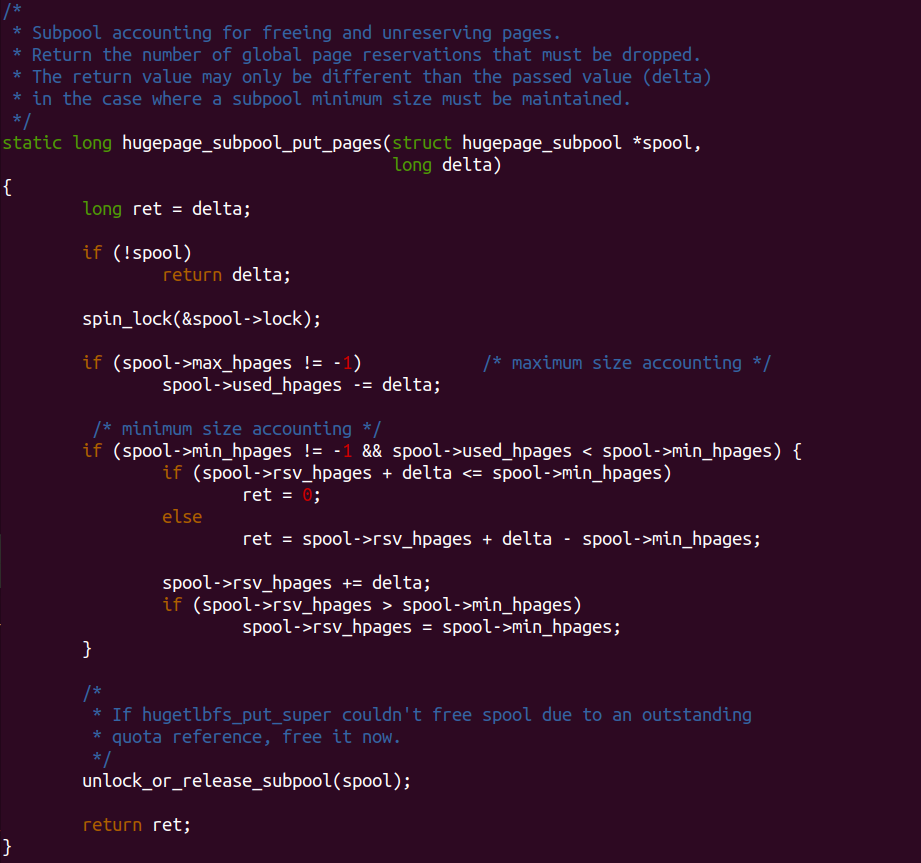 /*
 * Subpool accounting for freeing and unreserving pages.
 * Return the number of global page reservations that must be dropped.
 * The return value may only be different than the passed value (delta)
 * in the case where a subpool minimum size must be maintained.
 */
static long hugepage_subpool_put_pages(struct hugepage_subpool *spool,
                                       long delta)
{
        long ret = delta;

        if (!spool)
                return delta;

        spin_lock(&spool->lock);

        if (spool->max_hpages != -1)            /* maximum size accounting */
                spool->used_hpages -= delta;

         /* minimum size accounting */
        if (spool->min_hpages != -1 && spool->used_hpages < spool->min_hpages) {
                if (spool->rsv_hpages + delta <= spool->min_hpages)
                        ret = 0;
                else
                        ret = spool->rsv_hpages + delta - spool->min_hpages;

                spool->rsv_hpages += delta;
                if (spool->rsv_hpages > spool->min_hpages)
                        spool->rsv_hpages = spool->min_hpages;
        }

        /*
         * If hugetlbfs_put_super couldn't free spool due to an outstanding
         * quota reference, free it now.
         */
        unlock_or_release_subpool(spool);

        return ret;
}